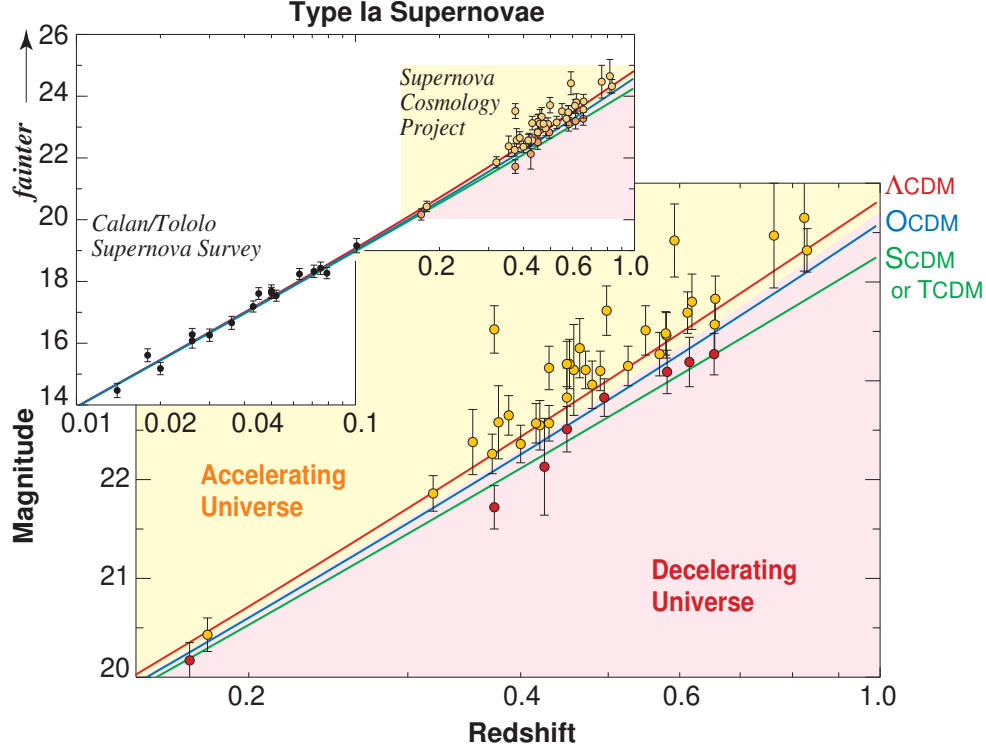 Type Ia Supernovae
fainter
26
24
22
20
18
16
14
Supernova
Cosmology
Project
Calan/Tololo
Supernova Survey
0.2
0.4
0.6
1.0
0.01
0.02
0.04
0.1
ΛCDM
OCDM
SCDM
or TCDM
Magnitude
22
21
20
Accelerating
Universe
Decelerating
Universe
0.2
0.4
0.6
1.0
Redshift